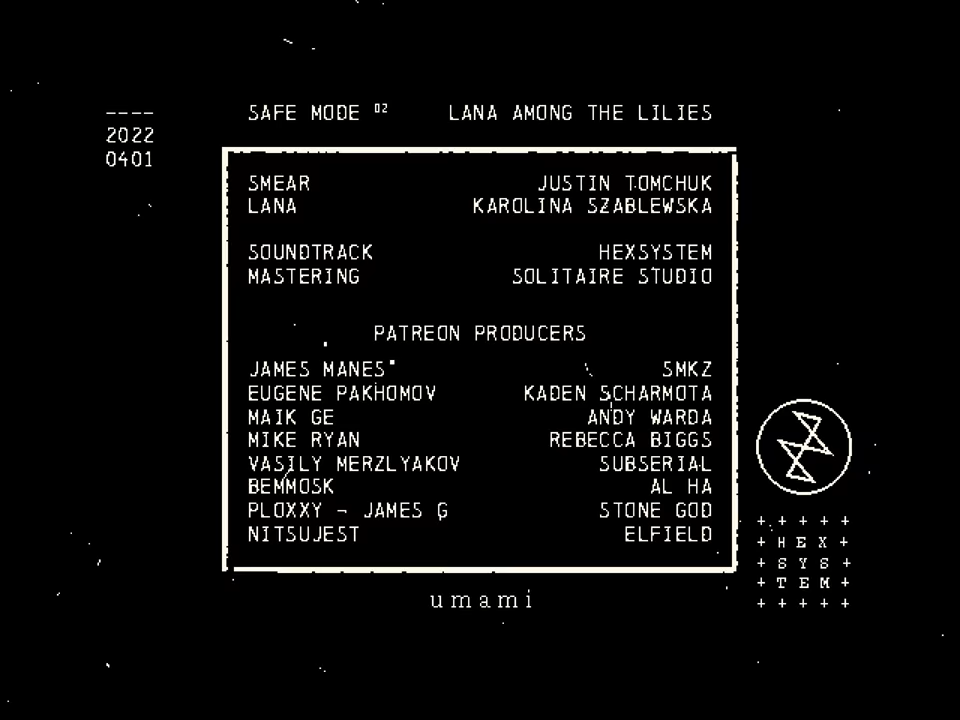 ----
2022
0401
SAFE MODE 02 LANA AMONG THE LILIES
SMEAR JUSTIN TOMCHUK
LANA KAROLINA SZABLEWSKA
SOUNDTRACK HEXSYSTEM
MASTERING SOLITAIRE STUDIO
PATREON PRODUCERS
JAMES MANES SMKZ
EUGENE PAKHOMOV KADEN SCHARMOTA
MAIK GE ANDY WARDA
MIKE RYAN REBECCA BIGGS
VASILY MERZLYAKOV SUBSERIAL
BEMMOSK AL HA
PLOXXY - JAMES G STONE GOD
NITSUJEST ELFIELD
umami
+ + + + +
+ H E X +
+ S Y S +
+ T E M +
+ + + + +